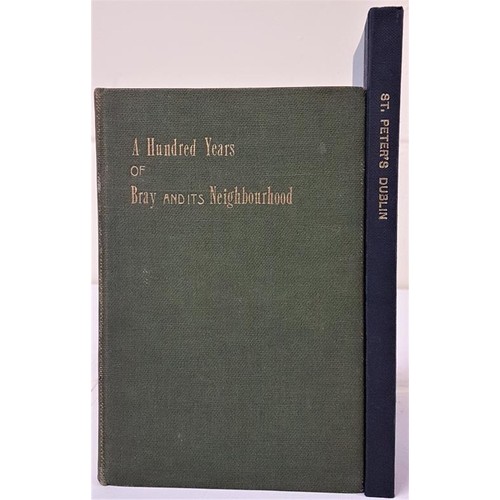 A Hundred Years
OF
Bray AND ITS Neighbourhood
ST. PETER'S DUBLIN